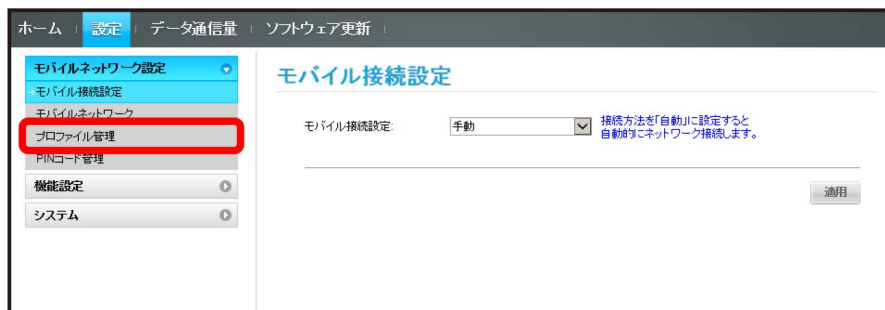 ホーム 設定 データ通信量 ソフトウェア更新
モバイルネットワーク設定
モバイル接続設定
モバイルネットワーク
プロファイル管理
PINコード管理
機能設定
システム
モバイル接続設定
モバイル接続設定: 手動
接続方法を「自動」に設定すると
自動的にネットワーク接続します。
適用